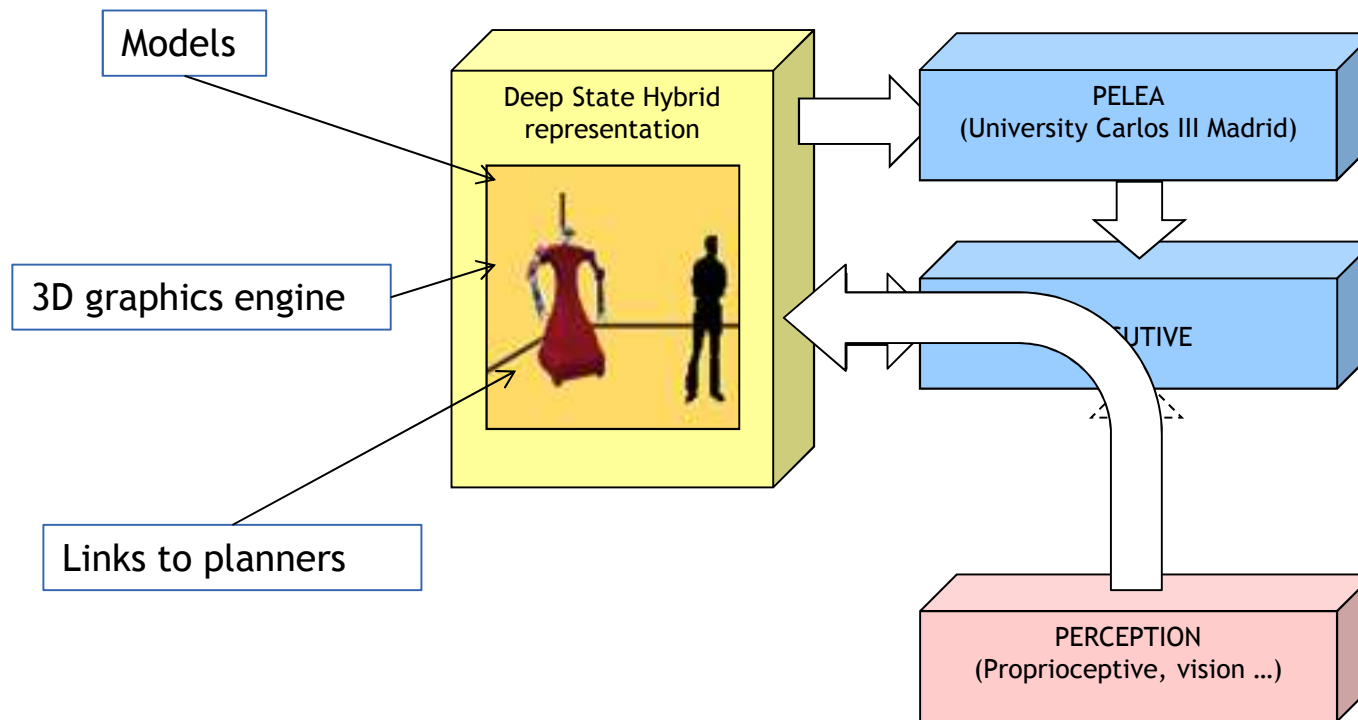 Models
3D graphics engine
Links to planners
Deep State Hybrid
representation
PELEA
(University Carlos III Madrid)
UTIVE
PERCEPTION
(Proprioceptive, vision …)